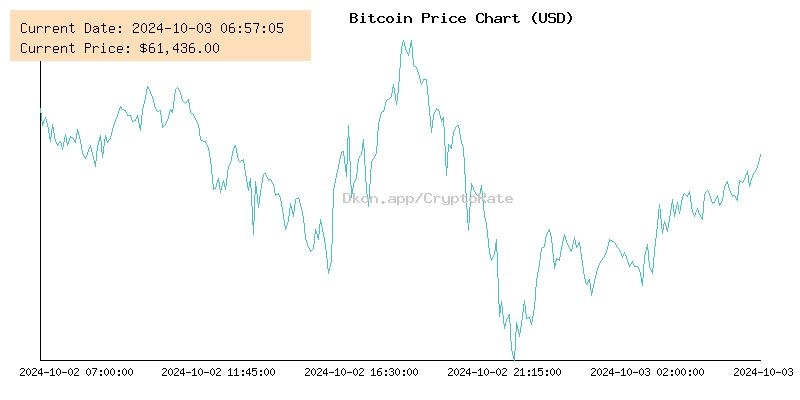 Bitcoin Price Chart (USD)
Current Date: 2024-10-03 06:57:05
Current Price: $61,436.00
Dkdn.app/CryptoRate
2024-10-02 07:00:00
2024-10-02 11:45:00
2024-10-02 16:30:00
2024-10-02 21:15:00
2024-10-03 02:00:00
2024-10-03